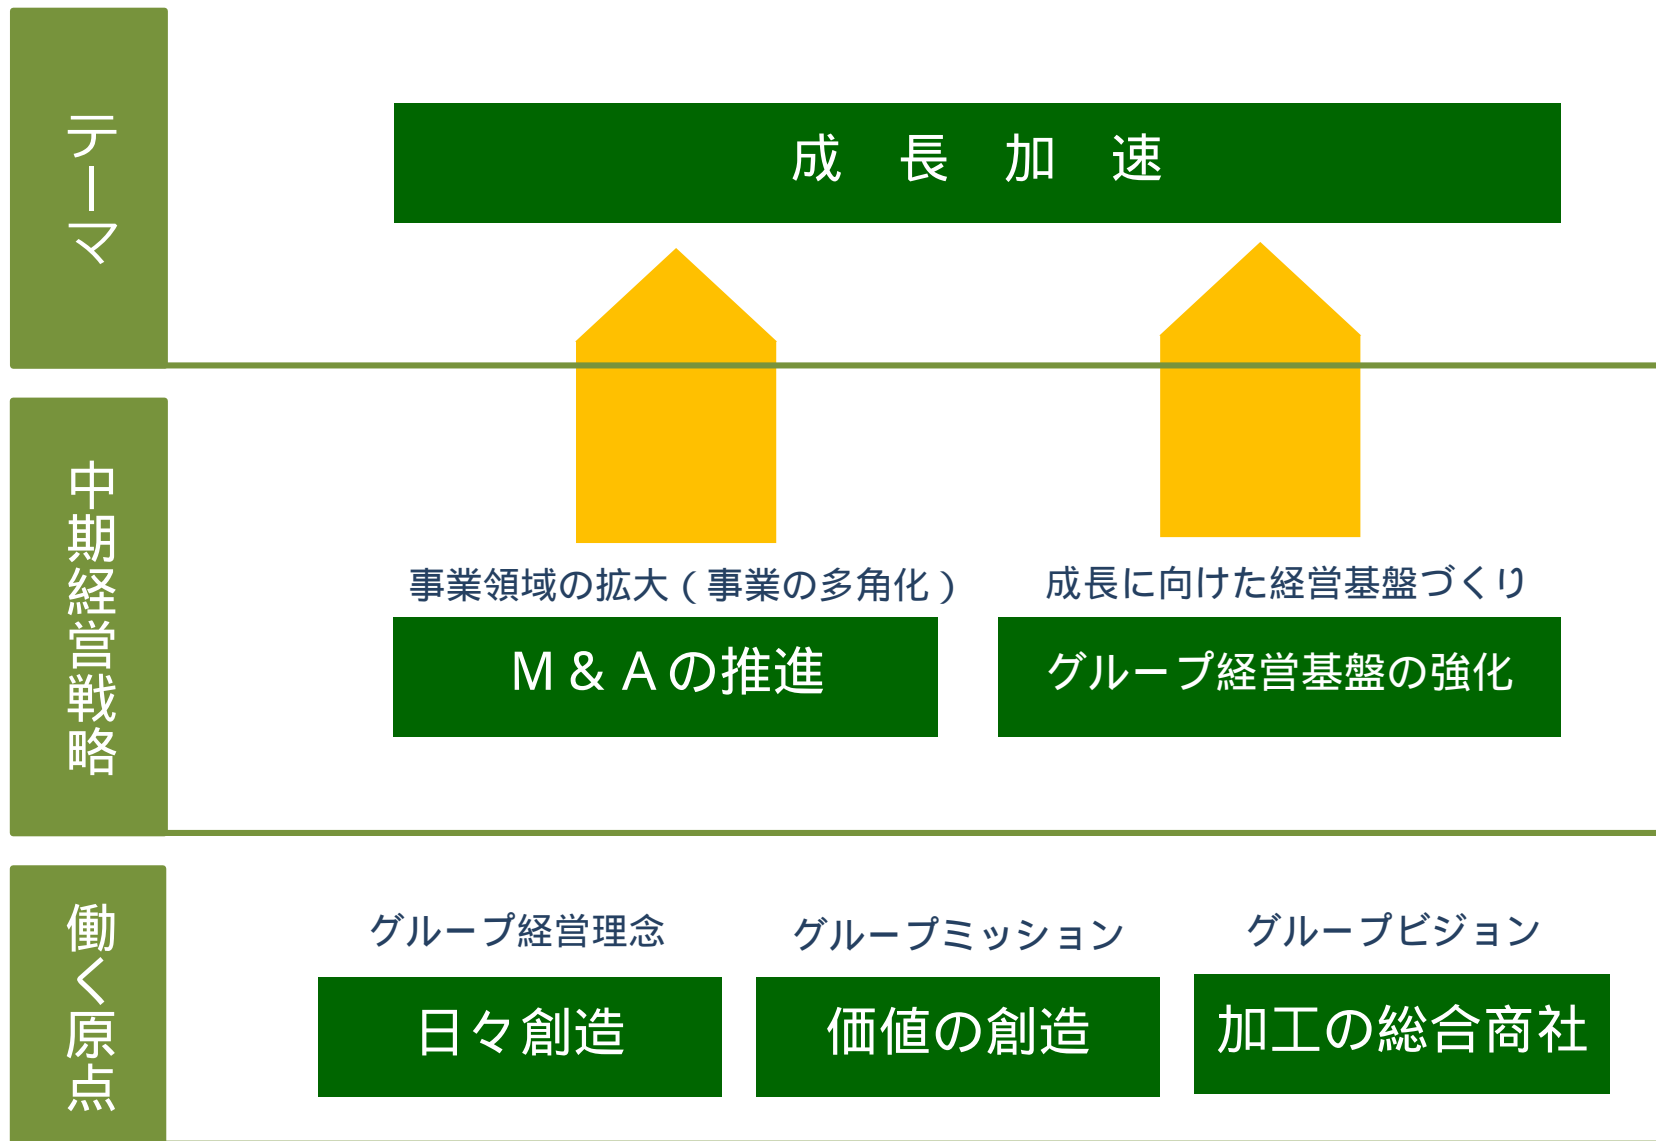 テーマ
成　長　加　速
中期経営戦略
事業領域の拡大（事業の多角化）
成長に向けた経営基盤づくり
Ｍ＆Ａの推進
グループ経営基盤の強化
働く原点
グループ経営理念
グループミッション
グループビジョン
日々創造
価値の創造
加工の総合商社